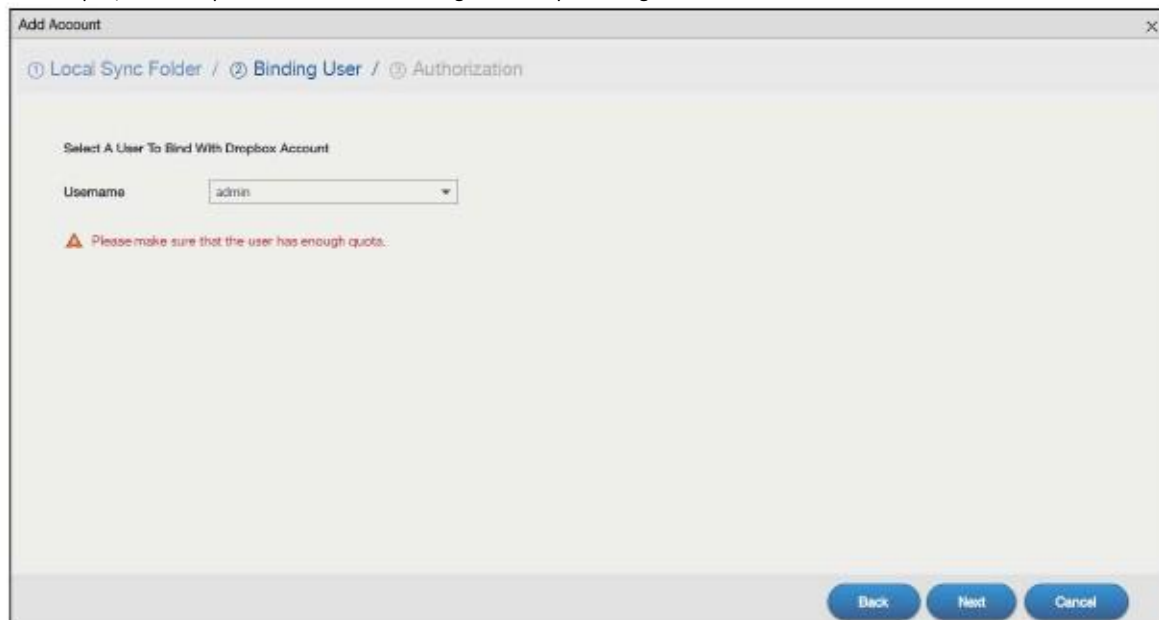 Add Account
① Local Sync Folder / ② Binding User / ③ Authorization
Select A User To Bind With Dropbox Account
Username admin
Please make sure that the user has enough quota.
Back Next Cancel